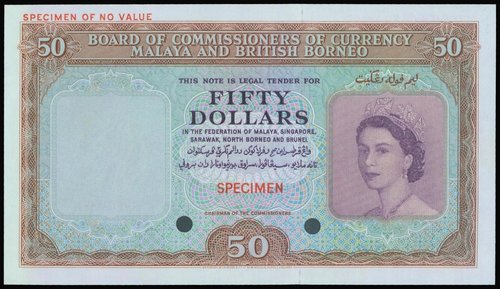 SPECIMEN OF NO VALUE
50 BOARD OF COMMISSIONERS OF CURRENCY 50
MALAYA AND BRITISH BORNEO
THIS NOTE IS LEGAL TENDER FOR
FIFTY
DOLLARS
IN THE FEDERATION OF MALAYA, SINGAPORE,
SARAWAK, NORTH BORNEO AND BRUNEI.
SPECIMEN
CHAIRMAN OF THE COMMISSIONERS
50